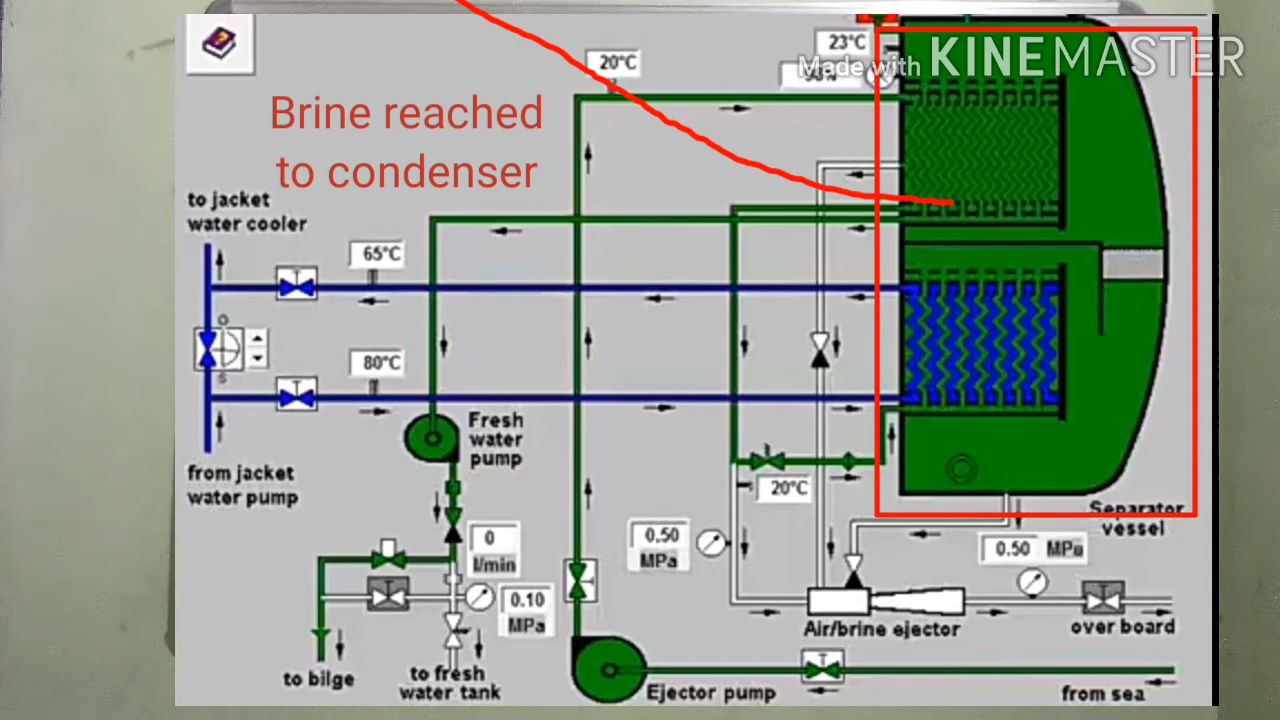 23°C
20°C
Made with KINEMASTER
Brine reached
to condenser
to jacket
water cooler
65°C
T
O
S
80°C
T
Fresh
water
pump
from jacket
water pump
20°C
Separator
vessel
0
l/min
0.50
MPa
0.50 MPa
0.10
MPa
T
Air/brine ejector
over board
to bilge
to fresh
water tank
Ejector pump
T
from sea